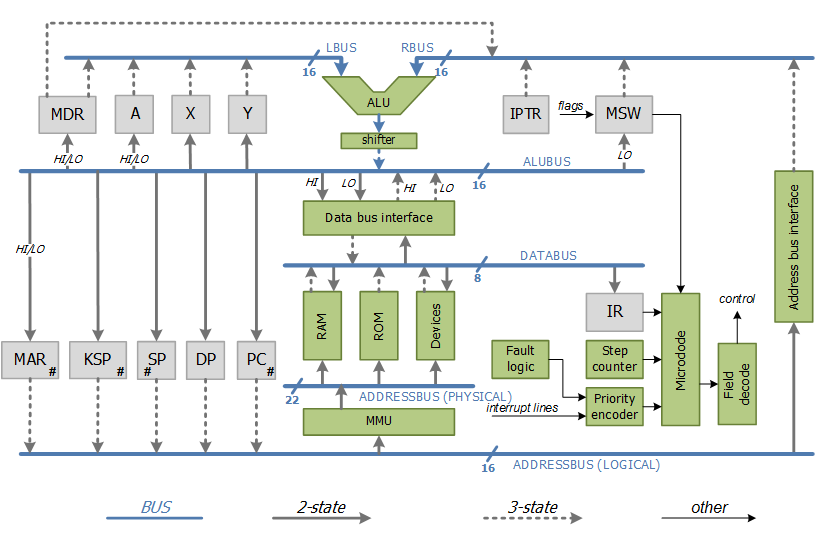 LBUS
RBUS
16
16
ALU
MDR
A
X
Y
IPTR
flags
MSW
shifter
HI/LO
HI/LO
LO
ALUBUS
16
HI
LO
HI
LO
Data bus interface
HI/LO
DATABUS
8
Address bus interface
RAM
ROM
Devices
IR
control
MAR
#
KSP
#
SP
#
DP
PC
#
Fault
logic
Step
counter
Microdode
Field
decode
22
ADDRESSBUS (PHYSICAL)
Priority
encoder
interrupt lines
MMU
16
ADDRESSBUS (LOGICAL)
BUS
2-state
3-state
other